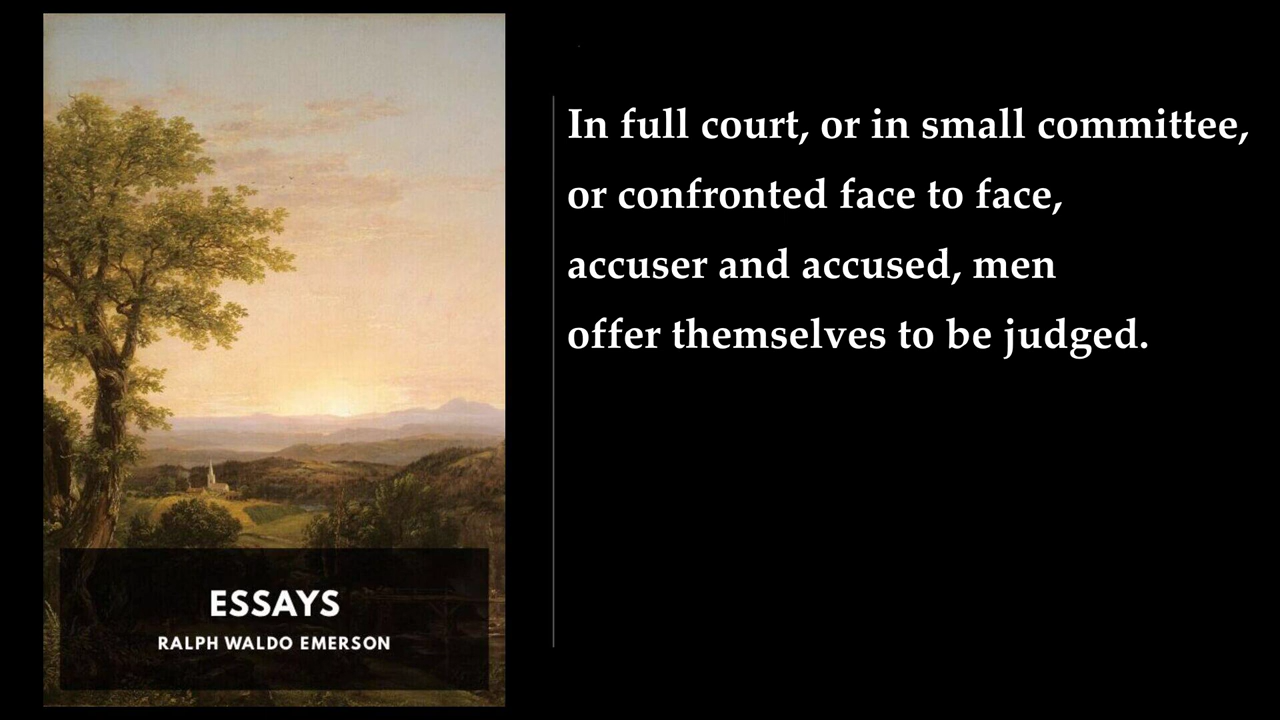 In full court, or in small committee,
or confronted face to face,
accuser and accused, men
offer themselves to be judged.
ESSAYS
RALPH WALDO EMERSON